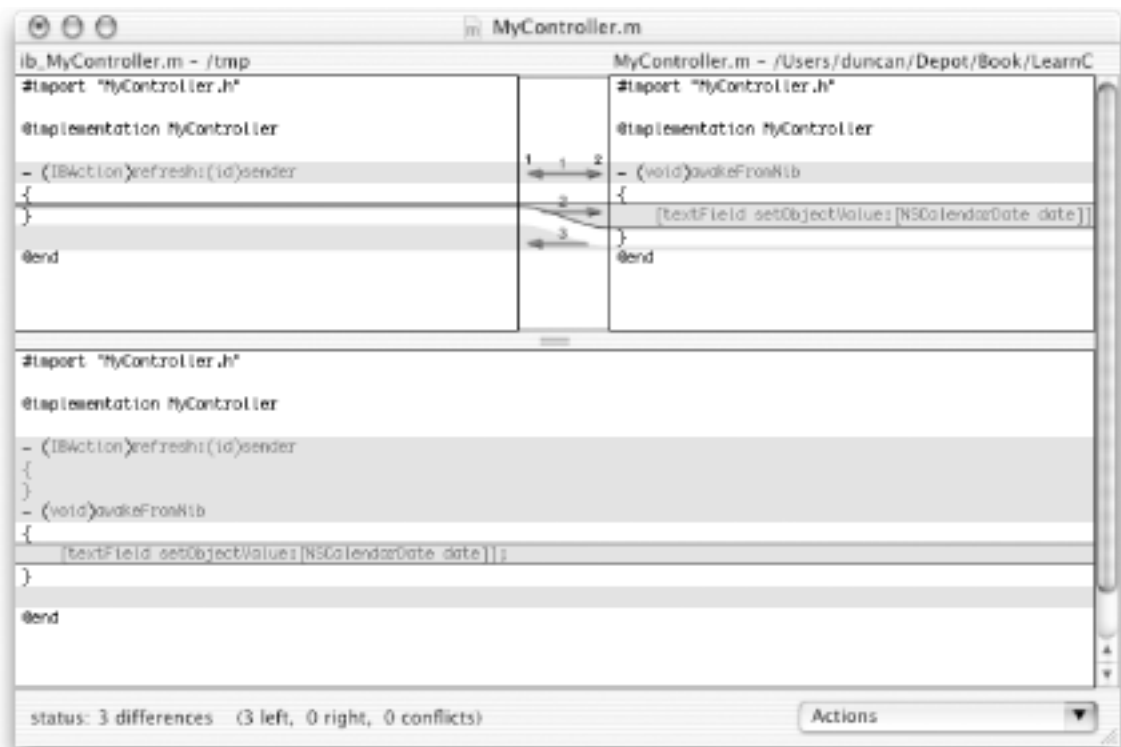 MyController.m
ib_MyController.m - /tmp
MyController.m - /Users/duncan/Depot/Book/LearnC
#import "MyController.h"
@implementation MyController
- (IBAction)refresh:(id)sender
{
}
@end
1 1 2
2
3
#import "MyController.h"
@implementation MyController
- (void)awakeFromNib
{
[textField setObjectValue:[NSCalendarDate date]]
}
@end
#import "MyController.h"
@implementation MyController
- (IBAction)refresh:(id)sender
{
}
- (void)awakeFromNib
{
[textField setObjectValue:[NSCalendarDate date]];
}
@end
status: 3 differences (3 left, 0 right, 0 conflicts)
Actions